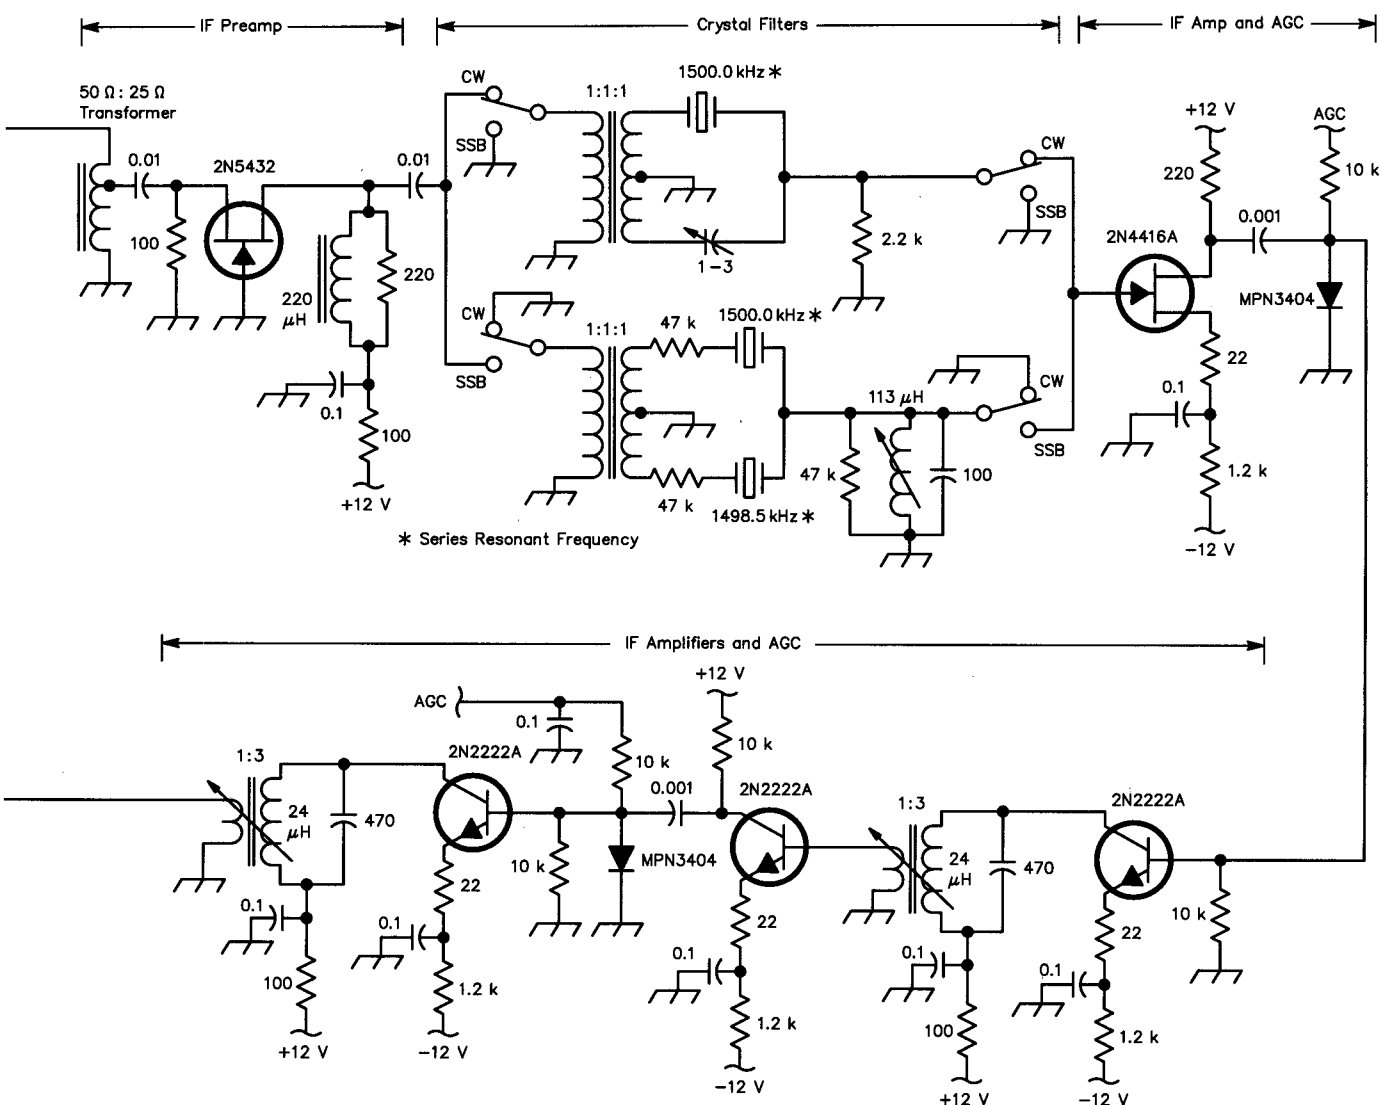 IF Preamp
Crystal Filters
IF Amp and AGC
50 Ω : 25 Ω
Transformer
0.01
2N5432
100
220 μH
220
0.01
0.1
100
+12 V
CW
SSB
1:1:1
1500.0 kHz *
1–3
2.2 k
CW
SSB
CW
SSB
1:1:1
47 k
1500.0 kHz *
47 k
1498.5 kHz *
113 μH
47 k
100
CW
SSB
* Series Resonant Frequency
+12 V
220
2N4416A
0.001
AGC
10 k
MPN3404
22
0.1
1.2 k
−12 V
IF Amplifiers and AGC
1:3
24 μH
470
0.1
100
+12 V
2N2222A
22
0.1
1.2 k
−12 V
AGC
0.1
10 k
10 k
MPN3404
0.001
+12 V
10 k
2N2222A
22
0.1
1.2 k
−12 V
1:3
24 μH
470
0.1
100
+12 V
2N2222A
22
0.1
1.2 k
−12 V
10 k